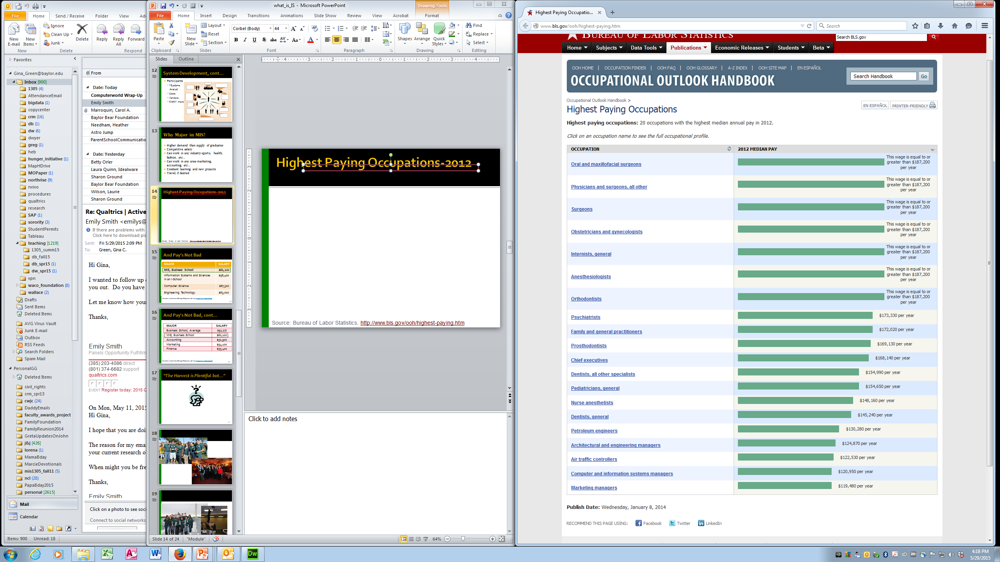 File
Home
Send / Receive
Folder
View
New E-mail
New Items
Ignore
Clean Up
Junk
Delete
Reply
Reply All
Forward
New
Delete
Respond
Favorites
Gina_Green@baylor.edu
Inbox [900]
1305 (4)
AttendanceEmail
bigdata (1)
copycenter
crm (16)
db (1)
dw (6)
dwyer
greg (1)
heb
hunger_initiative (1)
MapHDrive
MOPaper (1)
northrise (9)
nvivo
procedures
qualtrics
research
SAP (1)
sorority (3)
StudentPermits
Tableau
teaching [1219]
1305_summ15
db_fall15
db_spr15 (1)
dw_spr15 (1)
vpn
waco_foundation (8)
wallace (2)
Drafts
Sent Items
Deleted Items
AVG Virus Vault
Junk E-mail
Outbox
RSS Feeds
Search Folders
Spam Mail
PersonalGG
Deleted Items
civil_rights
crm_spr13
cwjc (24)
DaddyEmails
faculty_awards_project
FamilyFoundation
FamilyReunion2014
GretaUpdatesOnJohn
j&j [426]
lorena (1)
MamaBday
MarcieDevotionals
mis1305_fall11 (5)
ncl (28)
PapaBday2015
personal [2615]
Mail
Calendar
Items: 900 Unread: 18
From
Date: Today
Computerworld Wrap-Up
Emily Smith
Marroquin, Carol A.
Baylor Bear Foundation
Needham, Heather
Astro Jump
ParentSchoolCommunicatio
Date: Yesterday
Betty Orler
Laura Quinn, Idealware
Sharon Ground
Baylor Bear Foundation
Wilson, Laurie
Sharon Ground
Re: Qualtrics | Active
Emily Smith <emilys@
If there are problems with
Click here to download pic
Sent: Fri 5/29/2015 2:09 PM
To: Green, Gina C.
Hi Gina,
I wanted to follow up
you out. Do you have
Let me know how your
Thanks,
Emily Smith
Panels Opportunity Fulfillm
(385) 203-4086 direct
(801) 374-6682 support
qualtrics.com
EVENT Register today: 2015 Q
On Mon, May 11, 2015
Hi Gina,
I hope that you are doi
The reason for my emai
your current research
When might you be fre
Thanks,
Emily Smith
Click on a photo to see soci
Connect to social networks
what_is_IS - Microsoft PowerPoint
Drawing Tools
File
Home
Insert
Design
Transitions
Animations
Slide Show
Review
View
Acrobat
Format
Paste
New Slide
Layout
Reset
Section
Corbel (Body)
44
Shapes
Arrange
Quick Styles
Find
Replace
Select
Clipboard
Slides
Font
Paragraph
Drawing
Editing
Slides
Outline
12
System Development, cont...
Participants
*Systems Analyst
Users
Vendors
MANY more
13
Why Major in MIS?
Higher demand than supply of graduates
Competitive salary
Can work in any industry-sports, health,
fashion, etc...
Can work in any area-marketing,
accounting, etc...
Constant learning and new projects
Travel, if desired
14
Highest Paying Occupations-2012
15
And Pay's Not Bad
MAJOR SALARY
MIS, Business School $62,100
Information Systems and Sciences in an I-School $58,400
Computer Science $67,300
Engineering Technology $63,000
16
And Pay's Not Bad, cont...
MAJOR SALARY
Business School, Average $52,277
MIS, Business School $62,100
Accounting $52,900
Marketing $54,100
Finance $55,400
17
"The Harvest is Plentiful but..."
18
19
Highest Paying Occupations-2012
Source: Bureau of Labor Statistics, http://www.bls.gov/ooh/highest-paying.htm
Click to add notes
Slide 14 of 24
"Module"
64%
Highest Paying Occupatio...
www.bls.gov/ooh/highest-paying.htm
Search
BUREAU OF LABOR STATISTICS
Search BLS.gov
Home
Subjects
Data Tools
Publications
Economic Releases
Students
Beta
OOH HOME | OCCUPATION FINDER | OOH FAQ | OOH GLOSSARY | A-Z INDEX | OOH SITE MAP | EN ESPAÑOL
OCCUPATIONAL OUTLOOK HANDBOOK
Search Handbook
Go
Occupational Outlook Handbook >
Highest Paying Occupations
EN ESPAÑOL
PRINTER-FRIENDLY
Highest paying occupations: 20 occupations with the highest median annual pay in 2012.
Click on an occupation name to see the full occupational profile.
OCCUPATION 2012 MEDIAN PAY
Oral and maxillofacial surgeons This wage is equal to or greater than $187,200 per year
Physicians and surgeons, all other This wage is equal to or greater than $187,200 per year
Surgeons This wage is equal to or greater than $187,200 per year
Obstetricians and gynecologists This wage is equal to or greater than $187,200 per year
Internists, general This wage is equal to or greater than $187,200 per year
Anesthesiologists This wage is equal to or greater than $187,200 per year
Orthodontists This wage is equal to or greater than $187,200 per year
Psychiatrists $173,330 per year
Family and general practitioners $172,020 per year
Prosthodontists $169,130 per year
Chief executives $168,140 per year
Dentists, all other specialists $154,990 per year
Pediatricians, general $154,650 per year
Nurse anesthetists $148,160 per year
Dentists, general $145,240 per year
Petroleum engineers $130,280 per year
Architectural and engineering managers $124,870 per year
Air traffic controllers $122,530 per year
Computer and information systems managers $120,950 per year
Marketing managers $119,480 per year
Publish Date: Wednesday, January 8, 2014
RECOMMEND THIS PAGE USING: Facebook Twitter LinkedIn
4:18 PM
5/29/2015